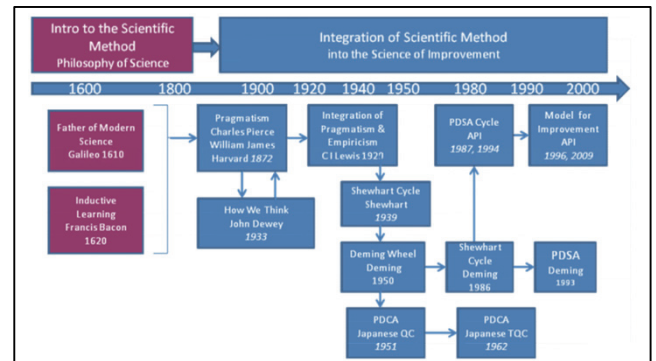 Intro to the Scientific
Method
Philosophy of Science
Integration of Scientific Method
into the Science of Improvement
1600 1800 1900 1920 1940 1950 1980 1990 2000
Father of Modern
Science
Galileo 1610
Inductive
Learning
Francis Bacon
1620
Pragmatism
Charles Pierce
William James
Harvard 1872
How We Think
John Dewey
1933
Integration of
Pragmatism &
Empiricism
C I Lewis 1929
Shewhart Cycle
Shewhart
1939
Deming Wheel
Deming
1950
PDCA
Japanese QC
1951
PDSA Cycle
API
1987, 1994
Shewhart
Cycle
Deming
1986
PDCA
Japanese TQC
1962
Model for
Improvement
API
1996, 2009
PDSA
Deming
1993